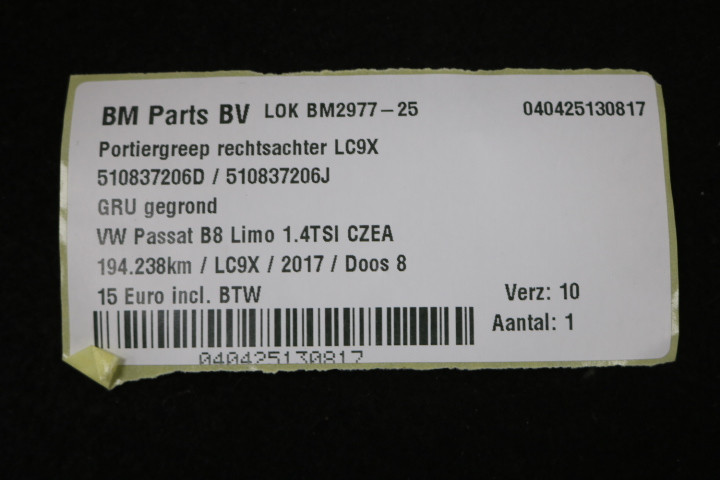 BM Parts BV LOK BM2977-25 040425130817
Portiergreep rechtsachter LC9X
510837206D / 510837206J
GRU gegrond
VW Passat B8 Limo 1.4TSI CZEA
194.238km / LC9X / 2017 / Doos 8
15 Euro incl. BTW Verz: 10
Aantal: 1
040425130817